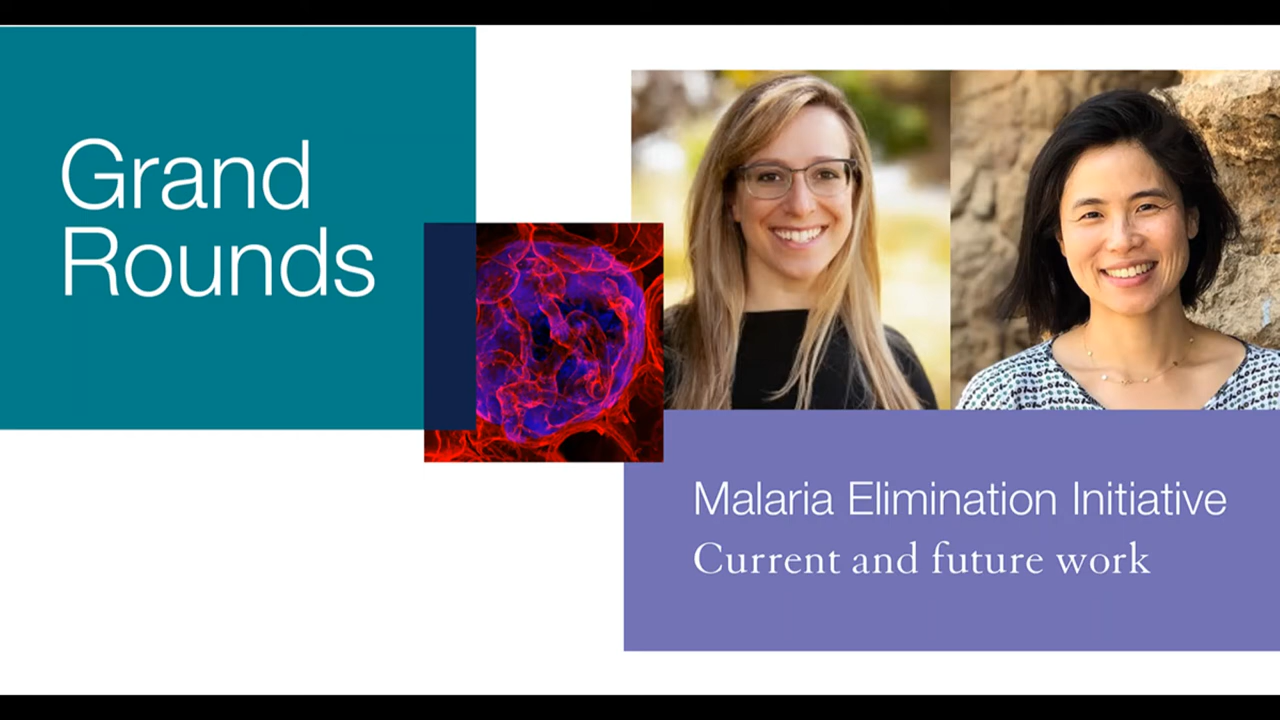 Grand
Rounds
Malaria Elimination Initiative
Current and future work